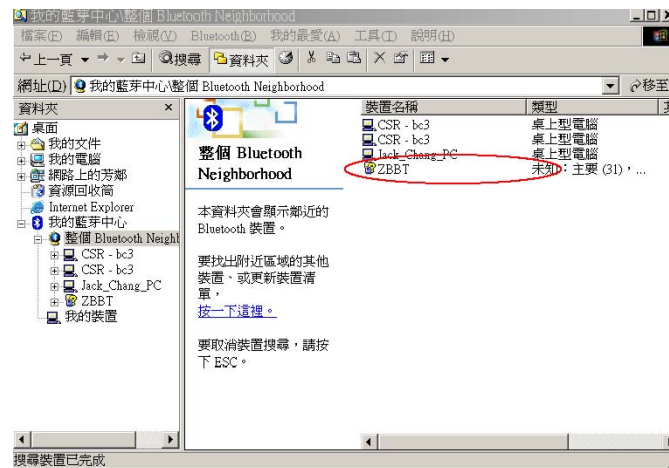 我的藍芽中心\整個 Bluetooth Neighborhood
檔案(F) 編輯(E) 檢視(V) Bluetooth(B) 我的最愛(A) 工具(T) 說明(H)
上一頁 搜尋 資料夾
網址(D) 我的藍芽中心\整個 Bluetooth Neighborhood 移至
資料夾
桌面
我的文件
我的電腦
網路上的芳鄰
資源回收筒
Internet Explorer
我的藍芽中心
整個 Bluetooth Neighb
CSR - bc3
CSR - bc3
Jack_Chang_PC
ZBBT
我的裝置
整個 Bluetooth
Neighborhood
本資料夾會顯示鄰近的
Bluetooth 裝置。
要找出附近區域的其他
裝置、或更新裝置清
單，
按一下這裡。
要取消裝置搜尋，請按
下 ESC。
裝置名稱 類型
CSR - bc3 桌上型電腦
CSR - bc3 桌上型電腦
Jack_Chang_PC 桌上型電腦
ZBBT 未知：主要 (31)，...
搜尋裝置已完成